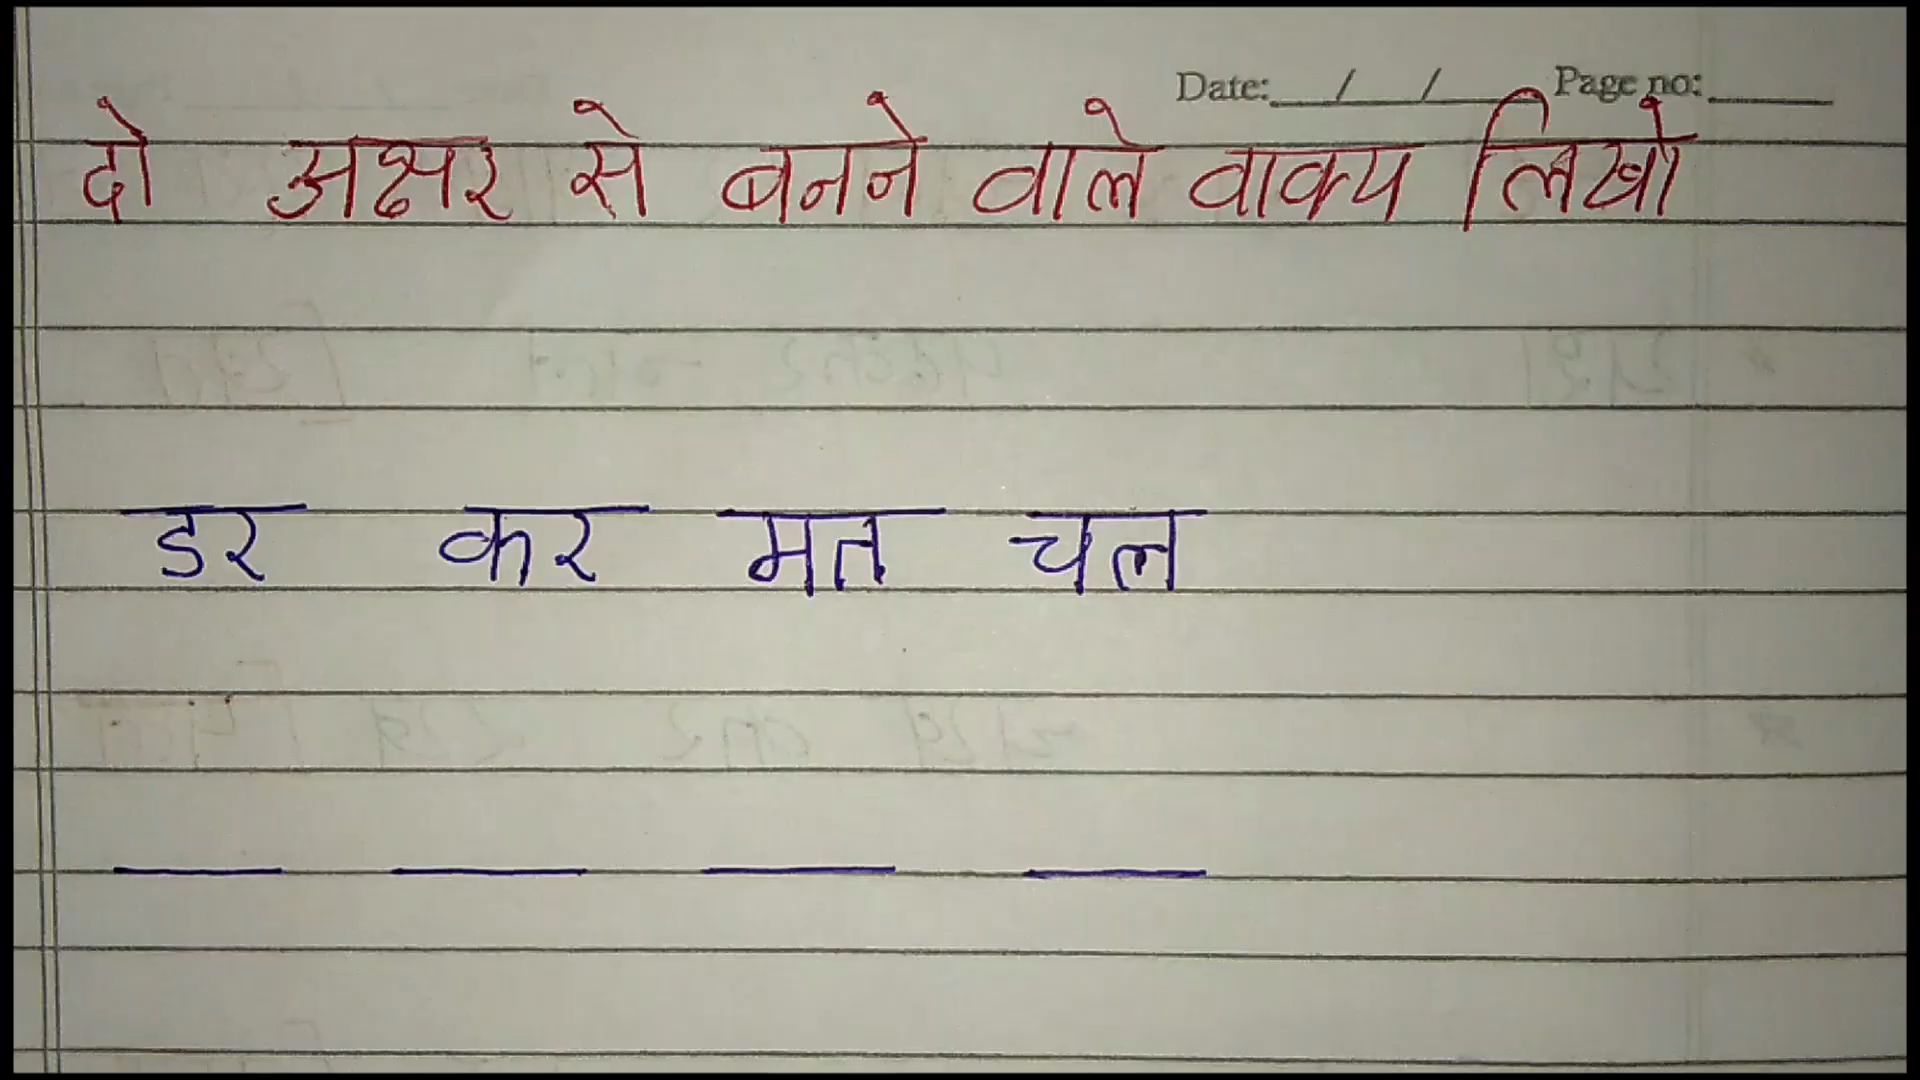 Date: / / Page no:
दो अक्षर से बनने वाले वाक्य लिखो
डर कर मत चल